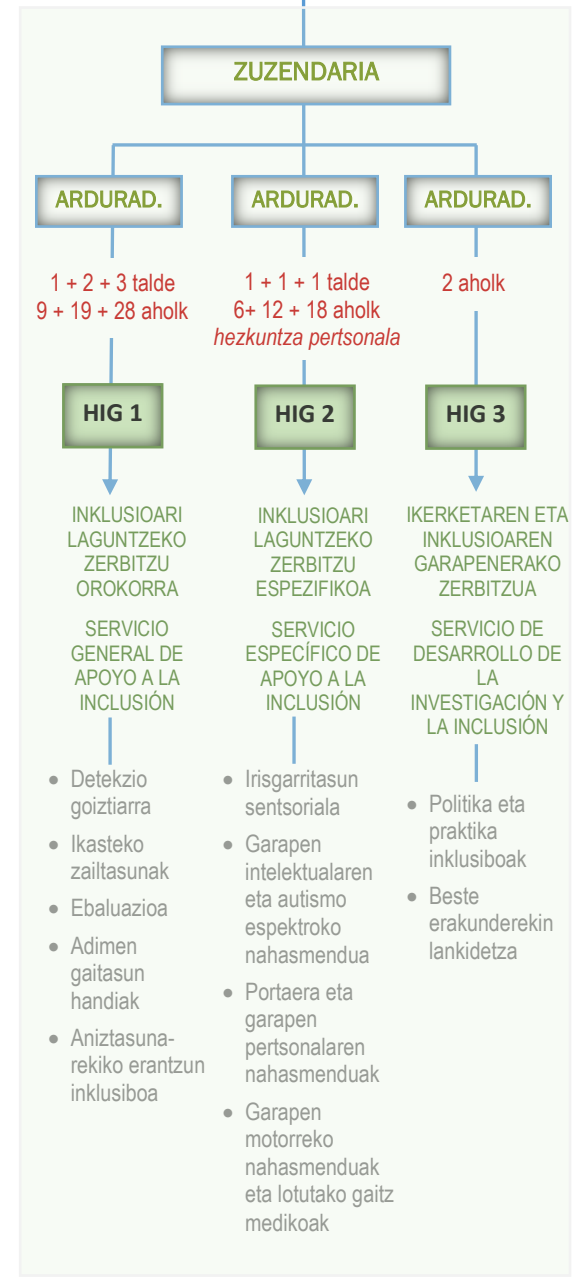 ZUZENDARIA
ARDURAD.
1 + 2 + 3 talde
9 + 19 + 28 aholk
HIG 1
INKLUSIOARI
LAGUNTZEKO
ZERBITZU
OROKORRA
SERVICIO
GENERAL DE
APOYO A LA
INCLUSIÓN
• Detekzio
goiztiarra
• Ikasteko
zailtasunak
• Ebaluazioa
• Adimen
gaitasun
handiak
• Aniztasuna-
rekiko erantzun
inklusiboa
ARDURAD.
1 + 1 + 1 talde
6+ 12 + 18 aholk
hezkuntza pertsonala
HIG 2
INKLUSIOARI
LAGUNTZEKO
ZERBITZU
ESPEZIFIKOA
SERVICIO
ESPECÍFICO DE
APOYO A LA
INCLUSIÓN
• Irisgarritasun
sentsoriala
• Garapen
intelektualaren
eta autismo
espektroko
nahasmendua
• Portaera eta
garapen
pertsonalaren
nahasmenduak
• Garapen
motorreko
nahasmenduak
eta lotutako gaitz
medikoak
ARDURAD.
2 aholk
HIG 3
IKERKETAREN ETA
INKLUSIOAREN
GARAPENERAKO
ZERBITZUA
SERVICIO DE
DESARROLLO DE
LA
INVESTIGACIÓN Y
LA INCLUSIÓN
• Politika eta
praktika
inklusiboak
• Beste
erakunderekin
lankidetza